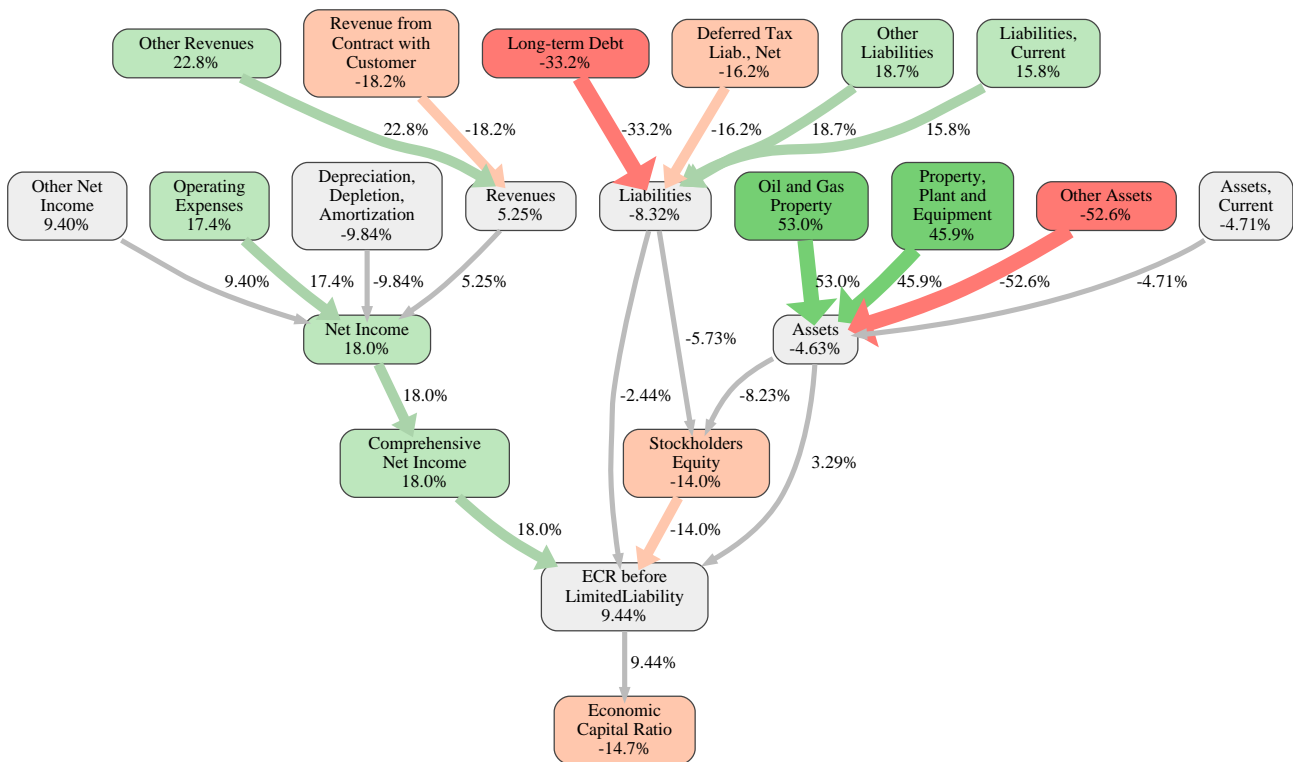 Other Revenues
22.8%
Revenue from
Contract with
Customer
-18.2%
Long-term Debt
-33.2%
Deferred Tax
Liab., Net
-16.2%
Other
Liabilities
18.7%
Liabilities,
Current
15.8%
22.8%
-18.2%
-33.2%
-16.2%
18.7%
15.8%
Other Net
Income
9.40%
Operating
Expenses
17.4%
Depreciation,
Depletion,
Amortization
-9.84%
Revenues
5.25%
Liabilities
-8.32%
Oil and Gas
Property
53.0%
Property,
Plant and
Equipment
45.9%
Other Assets
-52.6%
Assets,
Current
-4.71%
9.40%
17.4%
-9.84%
5.25%
53.0%
45.9%
-52.6%
-4.71%
Net Income
18.0%
-5.73%
Assets
-4.63%
18.0%
-2.44%
-8.23%
Comprehensive
Net Income
18.0%
Stockholders
Equity
-14.0%
3.29%
18.0%
-14.0%
ECR before
LimitedLiability
9.44%
9.44%
Economic
Capital Ratio
-14.7%